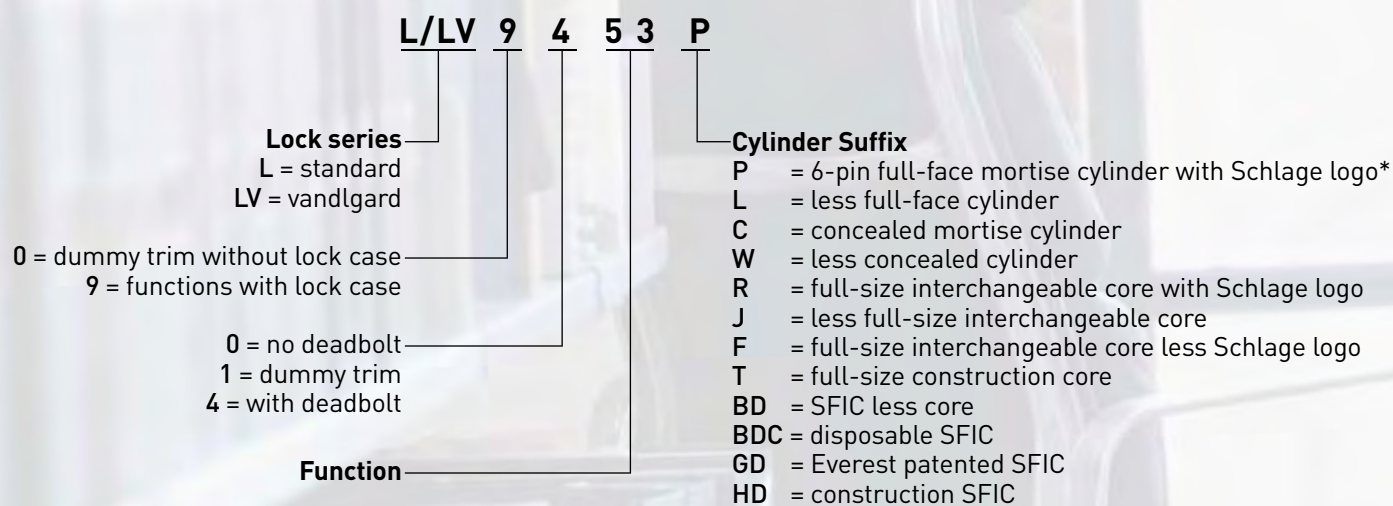 L/LV 9 4 5 3 P
Lock series
L = standard
LV = vandlgard
0 = dummy trim without lock case
9 = functions with lock case
0 = no deadbolt
1 = dummy trim
4 = with deadbolt
Function
Cylinder Suffix
P = 6-pin full-face mortise cylinder with Schlage logo*
L = less full-face cylinder
C = concealed mortise cylinder
W = less concealed cylinder
R = full-size interchangeable core with Schlage logo
J = less full-size interchangeable core
F = full-size interchangeable core less Schlage logo
T = full-size construction core
BD = SFIC less core
BDC = disposable SFIC
GD = Everest patented SFIC
HD = construction SFIC